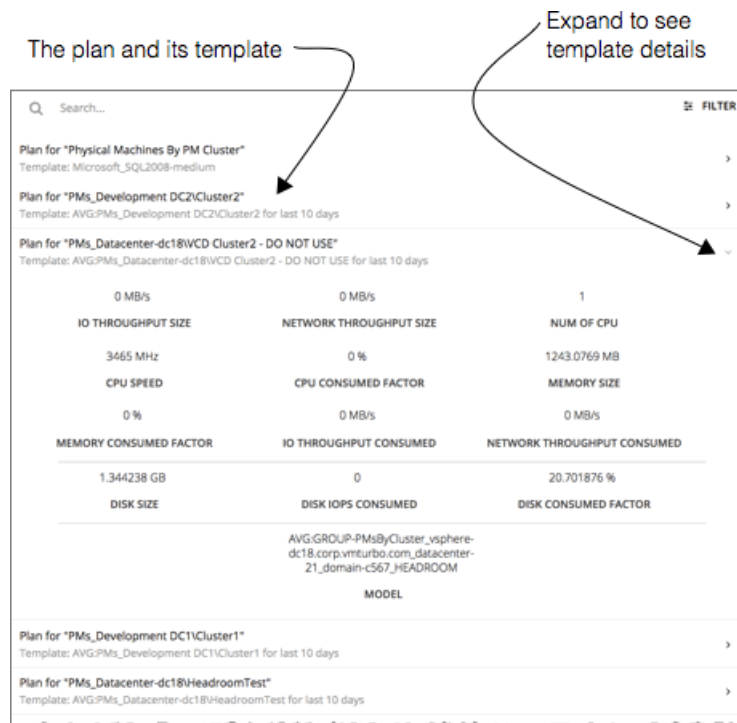 The plan and its template
Expand to see
template details
Search...
FILTER
Plan for "Physical Machines By PM Cluster"
Template: Microsoft_SQL2008-medium
Plan for "PMs_Development DC2\Cluster2"
Template: AVG:PMs_Development DC2\Cluster2 for last 10 days
Plan for "PMs_Datacenter-dc18\VCD Cluster2 - DO NOT USE"
Template: AVG:PMs_Datacenter-dc18\VCD Cluster2 - DO NOT USE for last 10 days
0 MB/s 0 MB/s 1
IO THROUGHPUT SIZE NETWORK THROUGHPUT SIZE NUM OF CPU
3465 MHz 0 % 1243.0769 MB
CPU SPEED CPU CONSUMED FACTOR MEMORY SIZE
0 % 0 MB/s 0 MB/s
MEMORY CONSUMED FACTOR IO THROUGHPUT CONSUMED NETWORK THROUGHPUT CONSUMED
1.344238 GB 0 20.701876 %
DISK SIZE DISK IOPS CONSUMED DISK CONSUMED FACTOR
AVG:GROUP-PMsByCluster_vsphere-
dc18.corp.vmturbo.com_datacenter-
21_domain-c567_HEADROOM
MODEL
Plan for "PMs_Development DC1\Cluster1"
Template: AVG:PMs_Development DC1\Cluster1 for last 10 days
Plan for "PMs_Datacenter-dc18\HeadroomTest"
Template: AVG:PMs_Datacenter-dc18\HeadroomTest for last 10 days